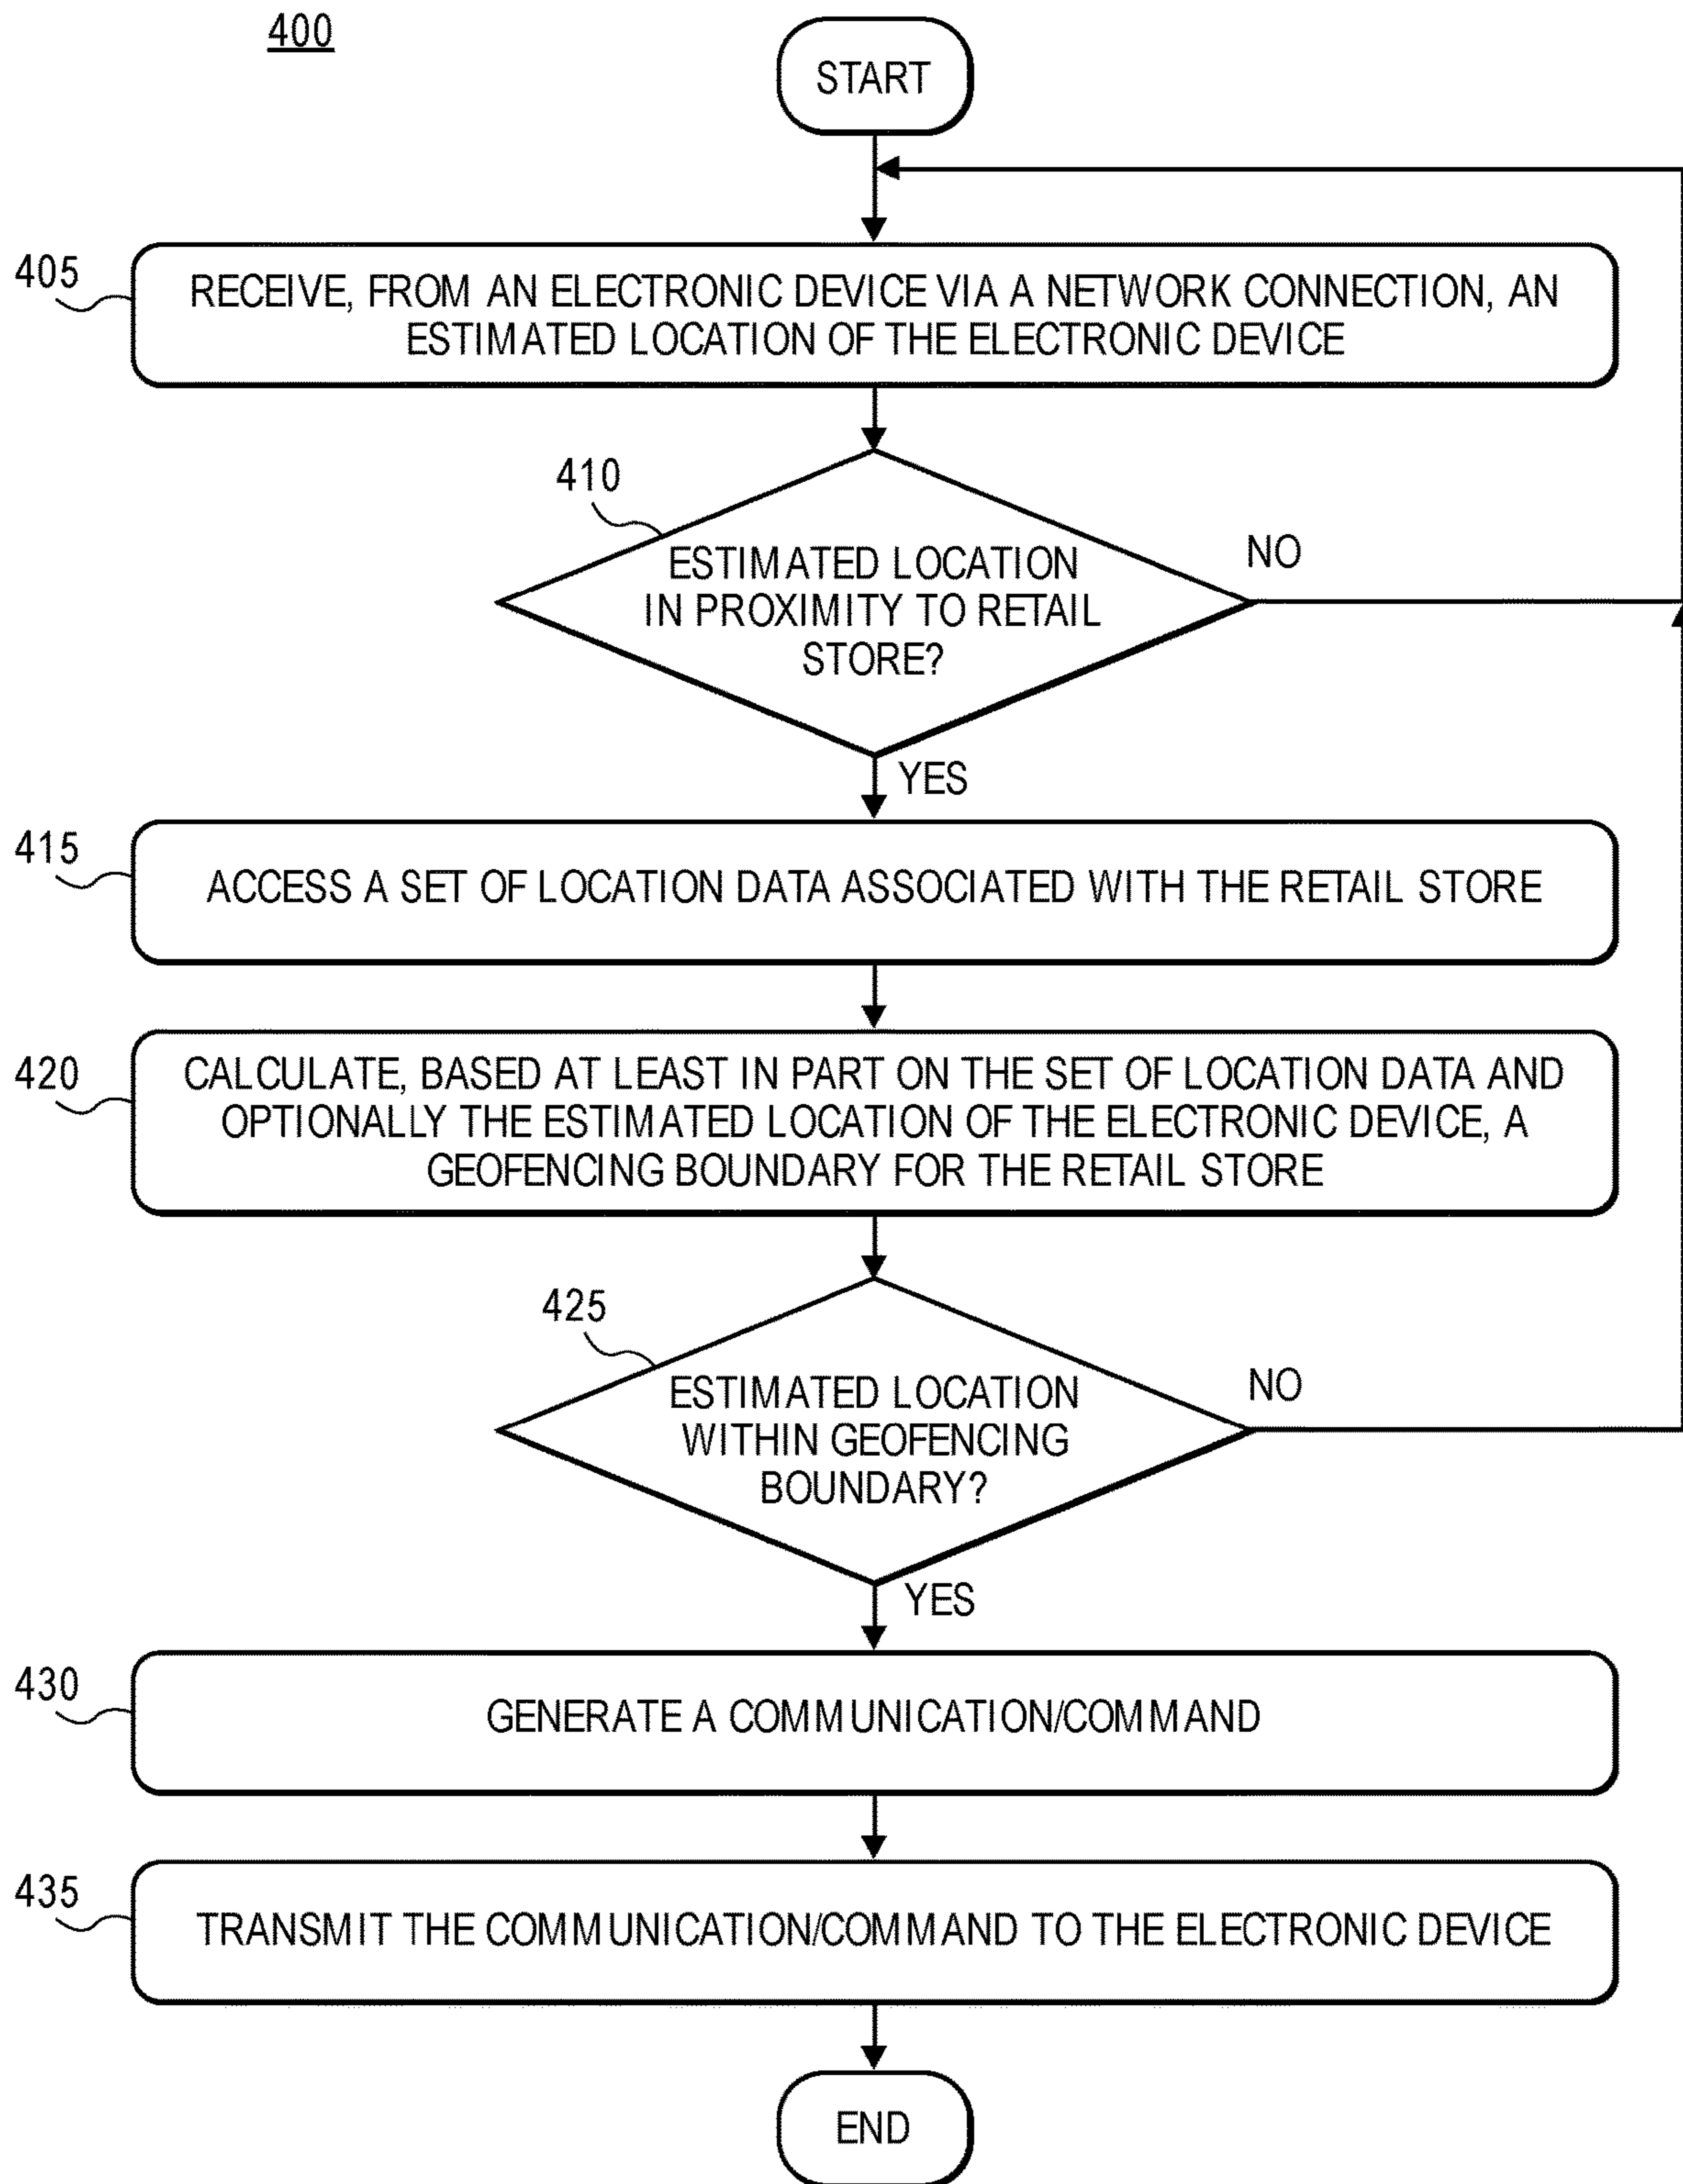 400
START
405
RECEIVE, FROM AN ELECTRONIC DEVICE VIA A NETWORK CONNECTION, AN
ESTIMATED LOCATION OF THE ELECTRONIC DEVICE
410
ESTIMATED LOCATION
IN PROXIMITY TO RETAIL
STORE?
NO
YES
415
ACCESS A SET OF LOCATION DATA ASSOCIATED WITH THE RETAIL STORE
420
CALCULATE, BASED AT LEAST IN PART ON THE SET OF LOCATION DATA AND
OPTIONALLY THE ESTIMATED LOCATION OF THE ELECTRONIC DEVICE, A
GEOFENCING BOUNDARY FOR THE RETAIL STORE
425
ESTIMATED LOCATION
WITHIN GEOFENCING
BOUNDARY?
NO
YES
430
GENERATE A COMMUNICATION/COMMAND
435
TRANSMIT THE COMMUNICATION/COMMAND TO THE ELECTRONIC DEVICE
END